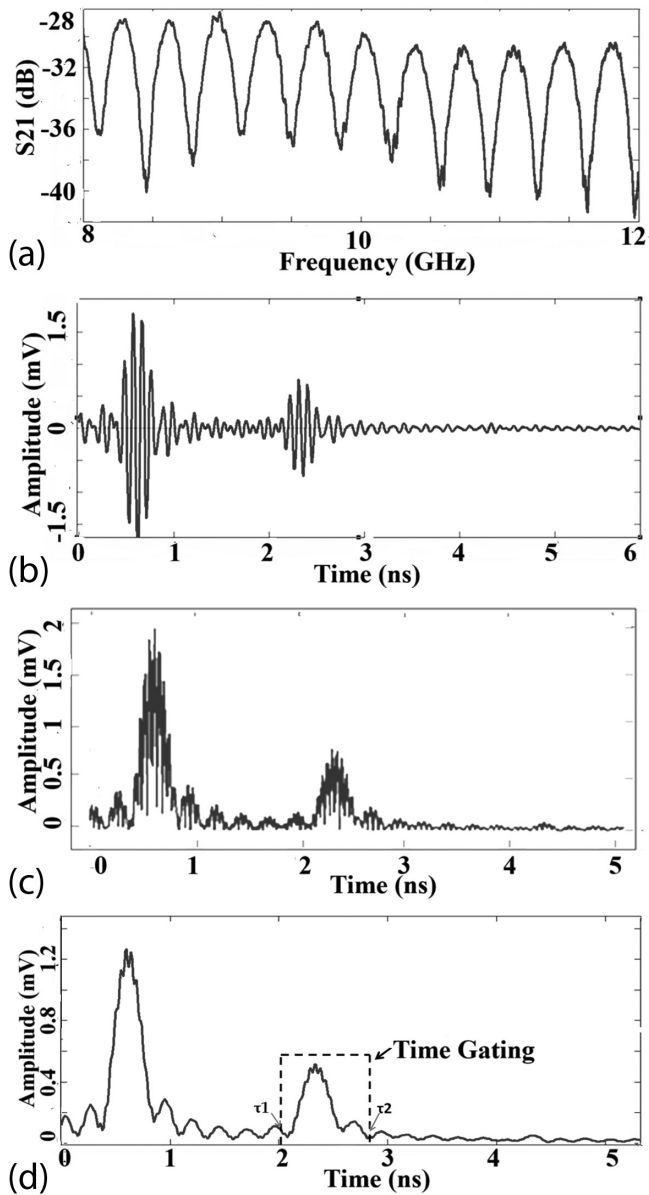 -28
-32
-36
-40
S21 (dB)
8 10 12
Frequency (GHz)
(a)
1.5
0
-1.5
Amplitude (mV)
0 1 2 3 4 5 6
Time (ns)
(b)
2
1.5
1
0.5
0
Amplitude (mV)
0 1 2 3 4 5
Time (ns)
(c)
1.2
0.8
0.4
0
Amplitude (mV)
Time Gating
τ1 τ2
0 1 2 3 4 5
Time (ns)
(d)